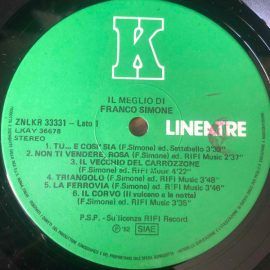 K
IL MEGLIO DI
FRANCO SIMONE
ZNLKR 33331 - Lato 1
LKAY 36678
STEREO
LINEATRE
1. TU... E COSI' SIA (F.Simone) ed. Settebello 3'39"
2. NON TI VENDERE, ROSA (F.Simone) ed. RIFI Music 2'37"
3. IL VECCHIO DEL CARROZZONE
(F.Simone) ed. RIFI Music 4'22"
4. TRIANGOLO (F.Simone) ed. RIFI Music 3'48"
5. LA FERROVIA (F.Simone) ed. RIFI Music 3'46"
6. IL CORVO (Il vulcano e la notte)
(F.Simone) ed. RIFI Music 3'35"
P.S.P. - Su licenza RIFI Record
℗ '82 SIAE